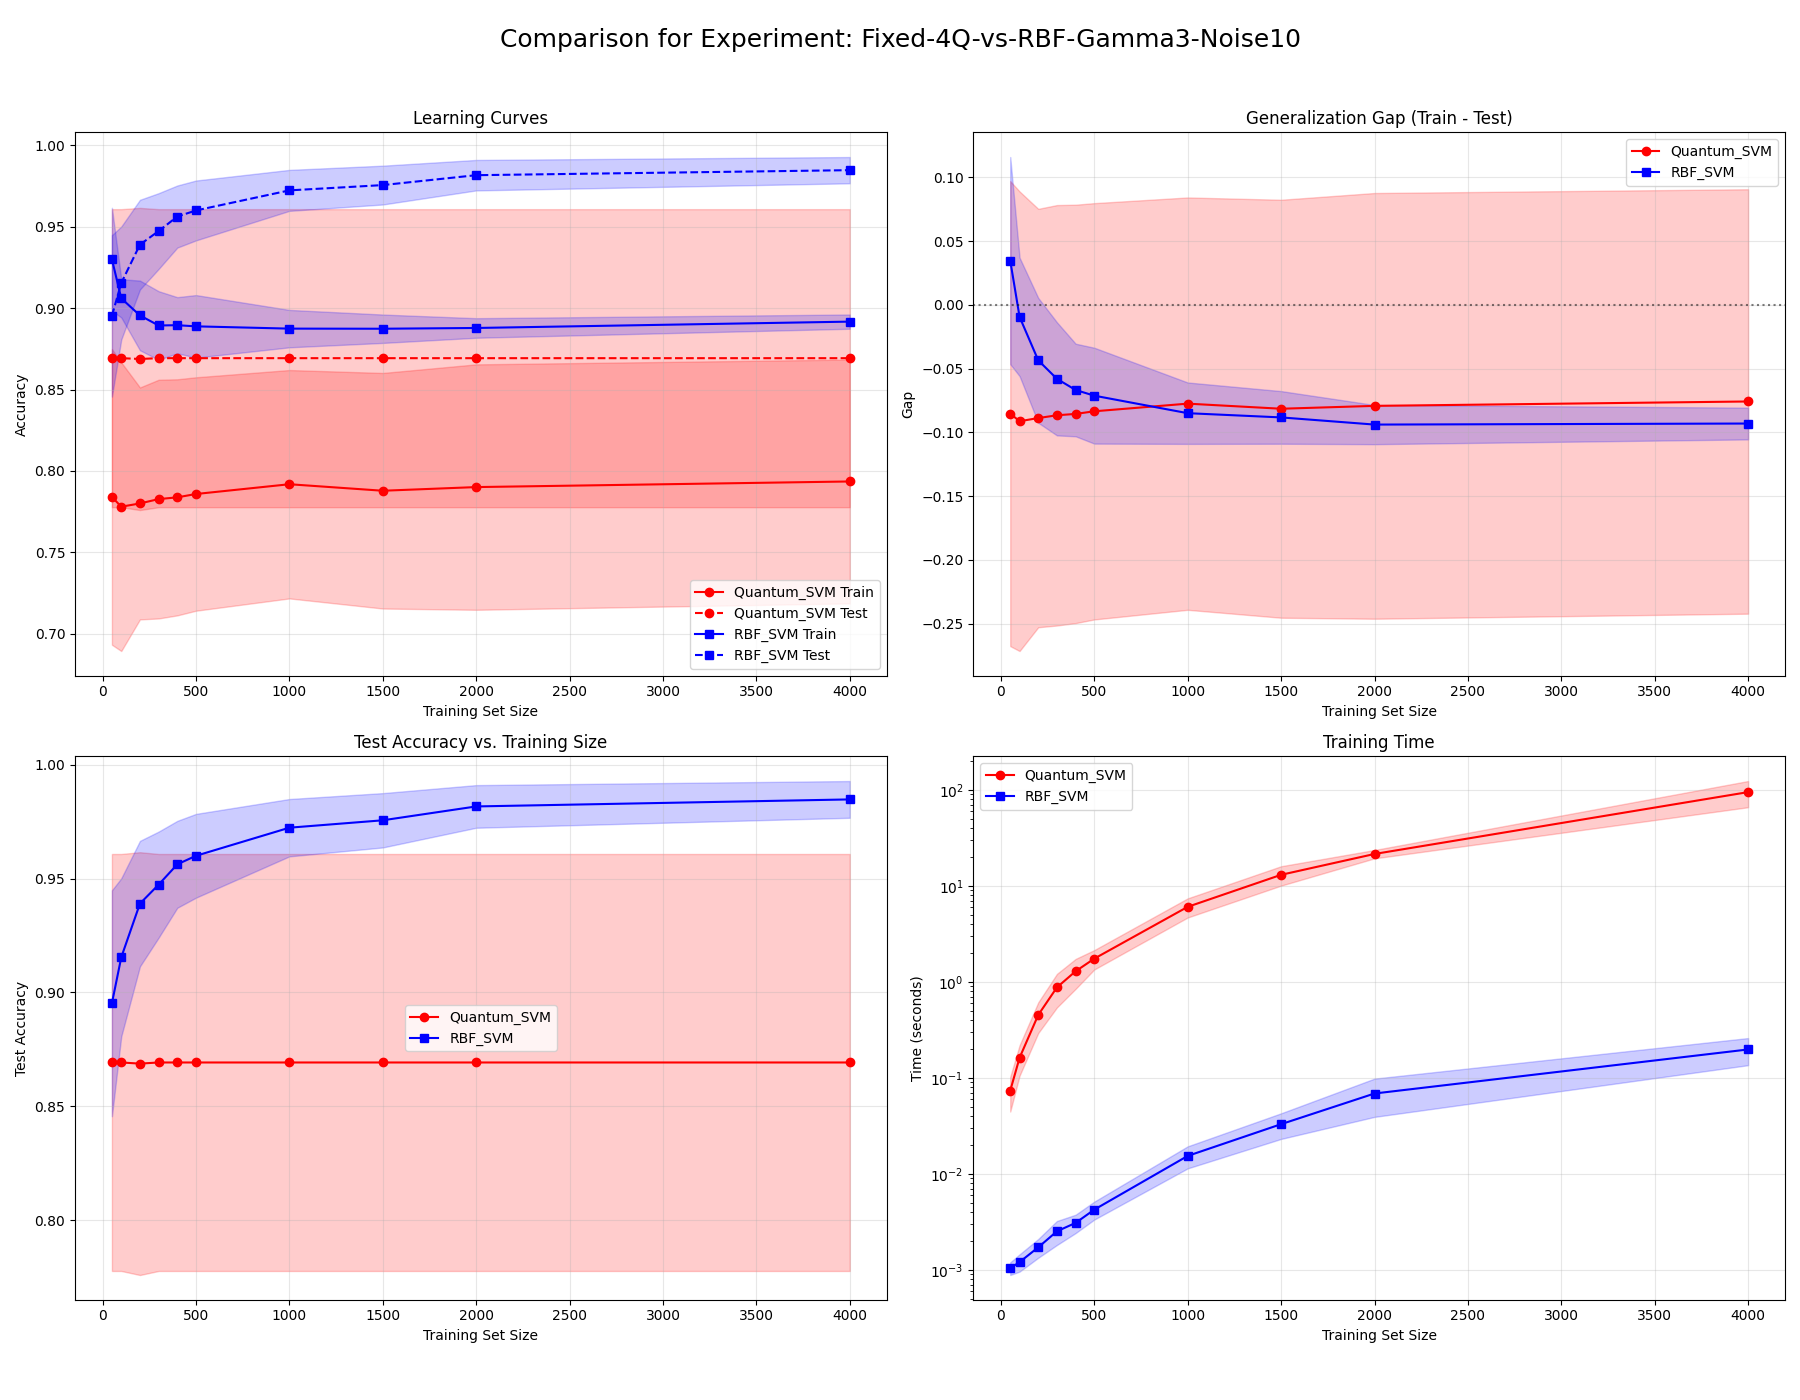 Comparison for Experiment: Fixed-4Q-vs-RBF-Gamma3-Noise10
Learning Curves
1.00
0.95
0.90
0.85
0.80
0.75
0.70
Accuracy
Quantum_SVM Train
Quantum_SVM Test
RBF_SVM Train
RBF_SVM Test
0 500 1000 1500 2000 2500 3000 3500 4000
Training Set Size
Generalization Gap (Train - Test)
0.10
0.05
0.00
−0.05
−0.10
−0.15
−0.20
−0.25
Gap
Quantum_SVM
RBF_SVM
0 500 1000 1500 2000 2500 3000 3500 4000
Training Set Size
Test Accuracy vs. Training Size
1.00
0.95
0.90
0.85
0.80
Test Accuracy
Quantum_SVM
RBF_SVM
0 500 1000 1500 2000 2500 3000 3500 4000
Training Set Size
Training Time
10²
10¹
10⁰
10⁻¹
10⁻²
10⁻³
Time (seconds)
Quantum_SVM
RBF_SVM
0 500 1000 1500 2000 2500 3000 3500 4000
Training Set Size